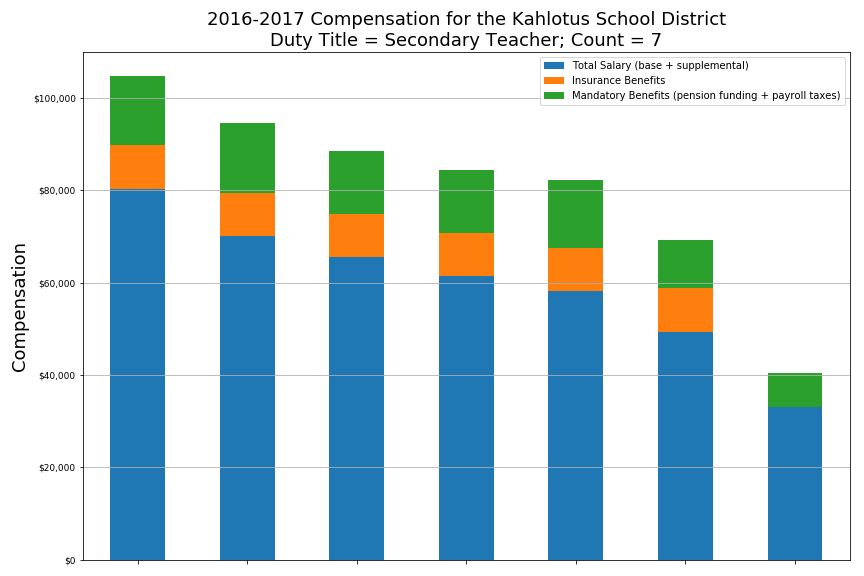 2016-2017 Compensation for the Kahlotus School District
Duty Title = Secondary Teacher; Count = 7
Total Salary (base + supplemental)
Insurance Benefits
Mandatory Benefits (pension funding + payroll taxes)
Compensation
$100,000
$80,000
$60,000
$40,000
$20,000
$0